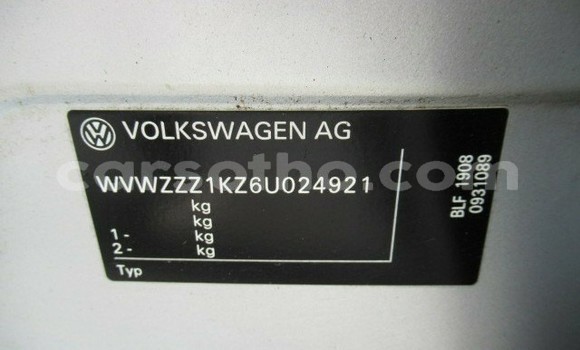 VOLKSWAGEN AG
WVWZZZ1KZ6U024921
kg
kg
1 - kg
2 - kg
Typ
BLF 1908
0931089
carsotho.com